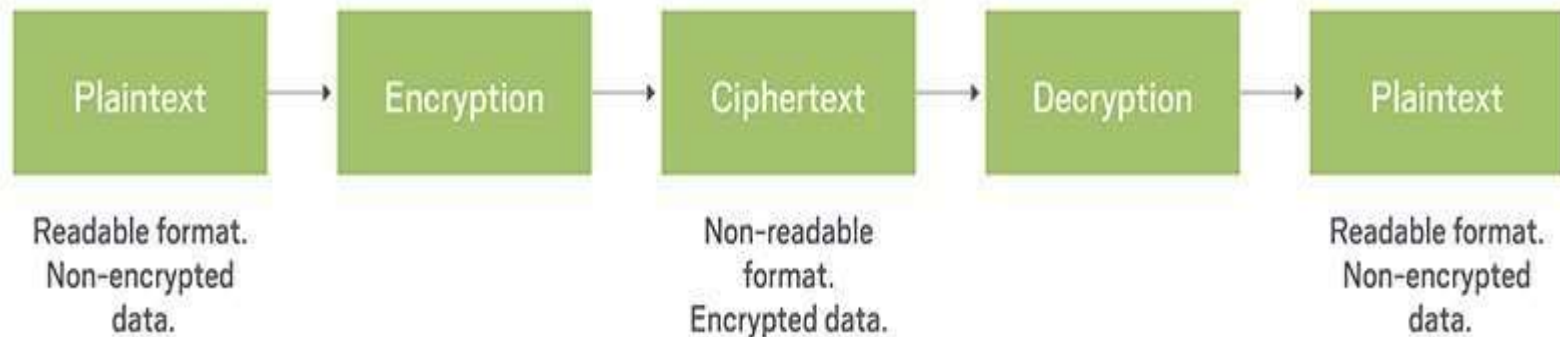 Plaintext
Encryption
Ciphertext
Decryption
Plaintext
Readable format.
Non-encrypted
data.
Non-readable
format.
Encrypted data.
Readable format.
Non-encrypted
data.